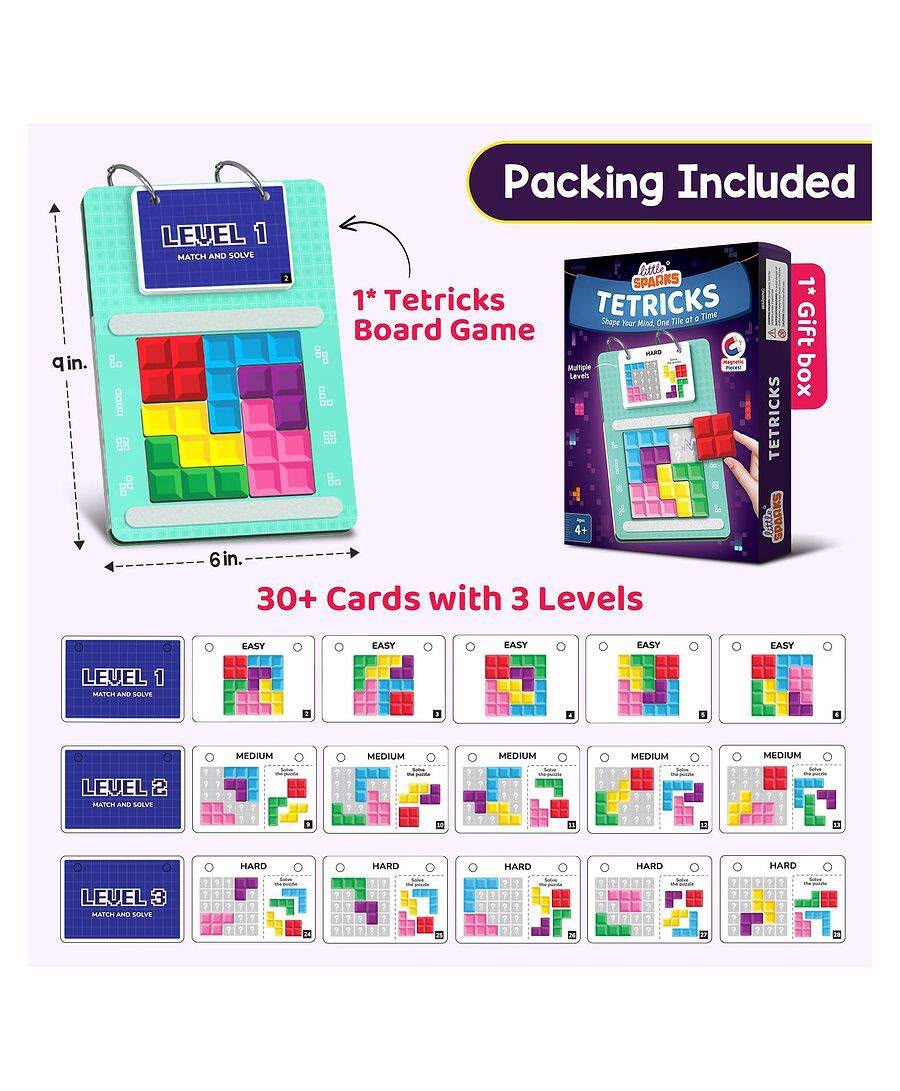 Packing Included
LEVEL 1
MATCH AND SOLVE
2
9 in.
6 in.
1* Tetricks
Board Game
little
SPARKS
TETRICKS
Shape Your Mind, One Tile at a Time
HARD
Solve
the puzzle
Multiple
Levels
Magnetic
Pieces!
Ages
4+
TETRICKS
little
SPARKS
1* Gift box
30+ Cards with 3 Levels
LEVEL 1
MATCH AND SOLVE
EASY
2
EASY
3
EASY
4
EASY
5
EASY
6
LEVEL 2
MATCH AND SOLVE
MEDIUM
Solve
the puzzle
9
MEDIUM
Solve
the puzzle
10
MEDIUM
Solve
the puzzle
11
MEDIUM
Solve
the puzzle
12
MEDIUM
Solve
the puzzle
13
LEVEL 3
MATCH AND SOLVE
HARD
Solve
the puzzle
24
HARD
Solve
the puzzle
25
HARD
Solve
the puzzle
26
HARD
Solve
the puzzle
27
HARD
Solve
the puzzle
28